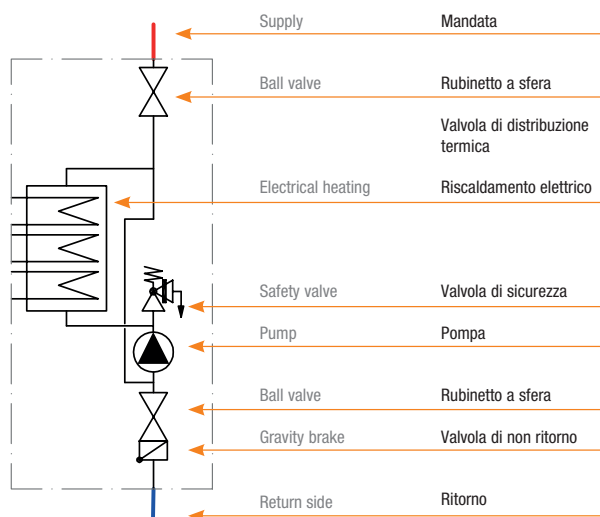 Supply Mandata
Ball valve Rubinetto a sfera
Valvola di distribuzione
termica
Electrical heating Riscaldamento elettrico
Safety valve Valvola di sicurezza
Pump Pompa
Ball valve Rubinetto a sfera
Gravity brake Valvola di non ritorno
Return side Ritorno